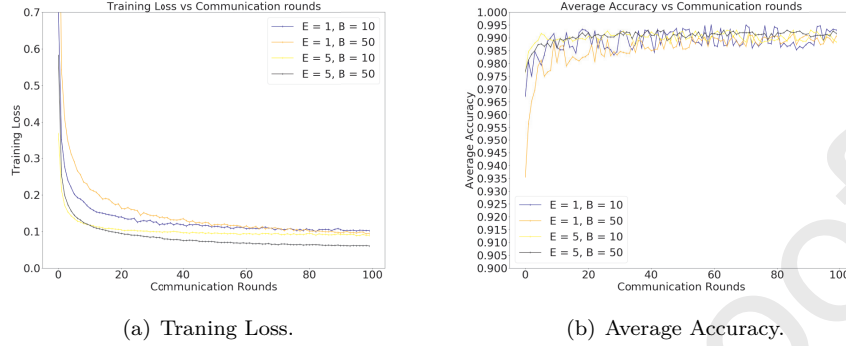 Training Loss vs Communication rounds
0.7
0.6
0.5
0.4
0.3
0.2
0.1
0.0
Training Loss
E = 1, B = 10
E = 1, B = 50
E = 5, B = 10
E = 5, B = 50
0 20 40 60 80 100
Communication Rounds
(a) Traning Loss.
Average Accuracy vs Communication rounds
1.000
0.995
0.990
0.985
0.980
0.975
0.970
0.965
0.960
0.955
0.950
0.945
0.940
0.935
0.930
0.925
0.920
0.915
0.910
0.905
0.900
Average Accuracy
E = 1, B = 10
E = 1, B = 50
E = 5, B = 10
E = 5, B = 50
0 20 40 60 80 100
Communication Rounds
(b) Average Accuracy.